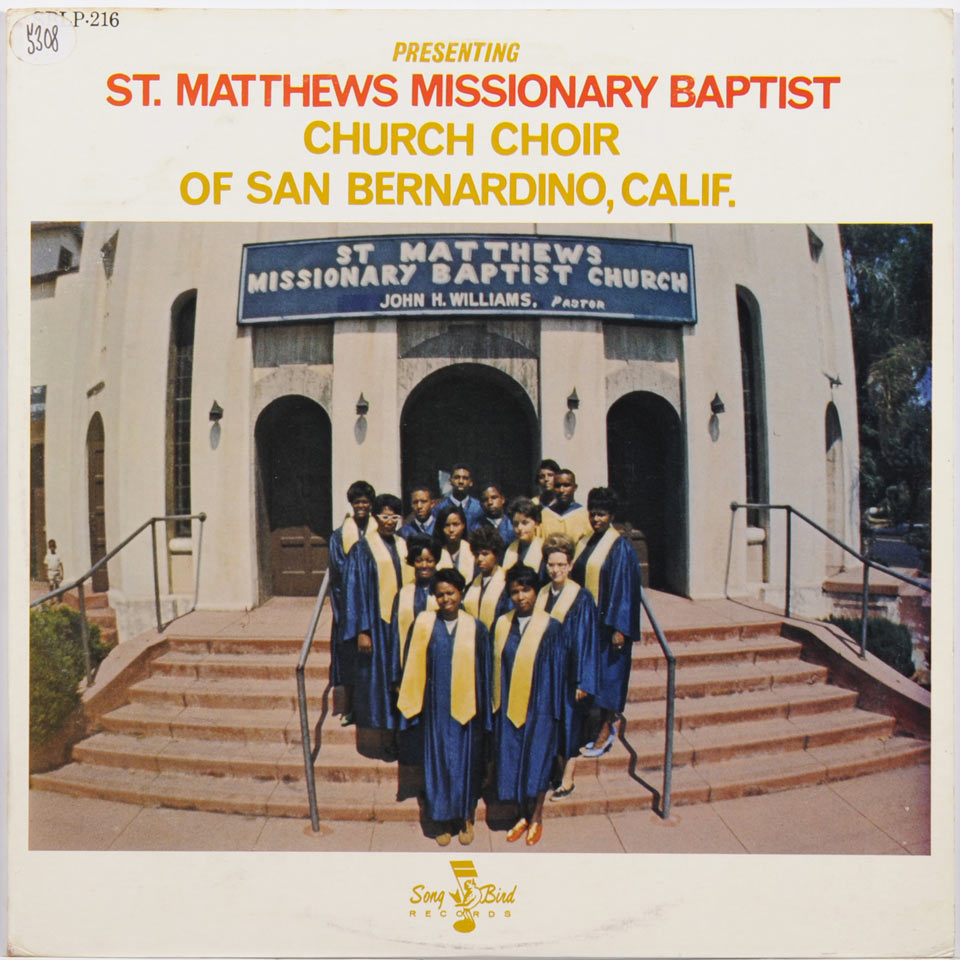 LP·216
5308
PRESENTING
ST. MATTHEWS MISSIONARY BAPTIST
CHURCH CHOIR
OF SAN BERNARDINO, CALIF.
ST MATTHEWS
MISSIONARY BAPTIST CHURCH
JOHN H. WILLIAMS, PASTOR
Song Bird
RECORDS